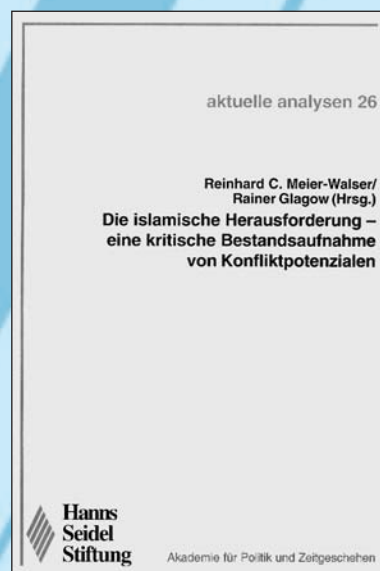 aktuelle analysen 26
Reinhard C. Meier-Walser/
Rainer Glagow (Hrsg.)
Die islamische Herausforderung –
eine kritische Bestandsaufnahme
von Konfliktpotenzialen
Hanns
Seidel
Stiftung
Akademie für Politik und Zeitgeschehen